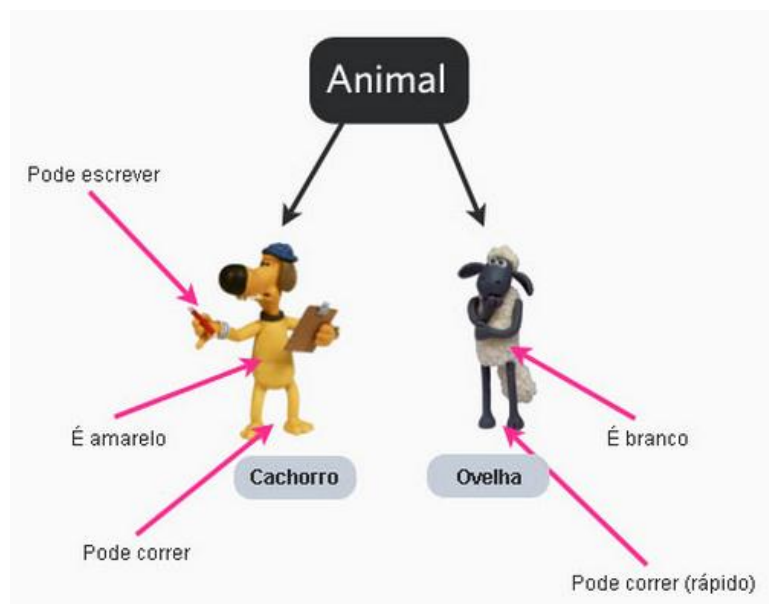 Animal
Pode escrever
É amarelo
É branco
Cachorro
Ovelha
Pode correr
Pode correr (rápido)